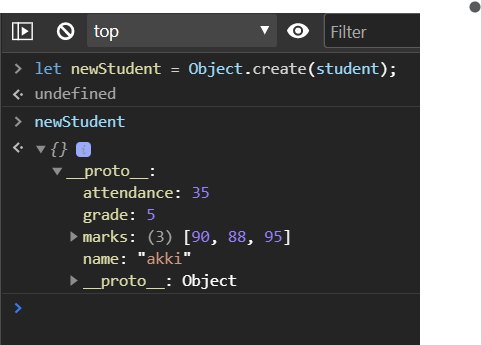 top Filter
let newStudent = Object.create(student);
undefined
newStudent
{} i
__proto__:
attendance: 35
grade: 5
marks: (3) [90, 88, 95]
name: "akki"
__proto__: Object